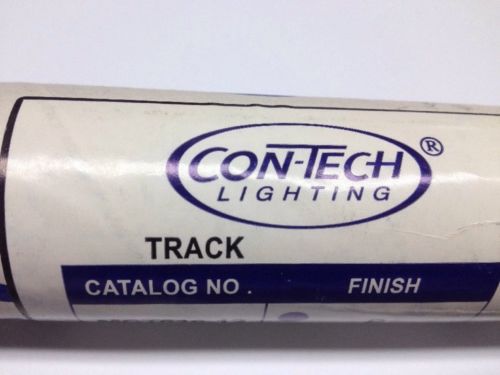 CON-TECH ®
LIGHTING
TRACK
CATALOG NO . FINISH